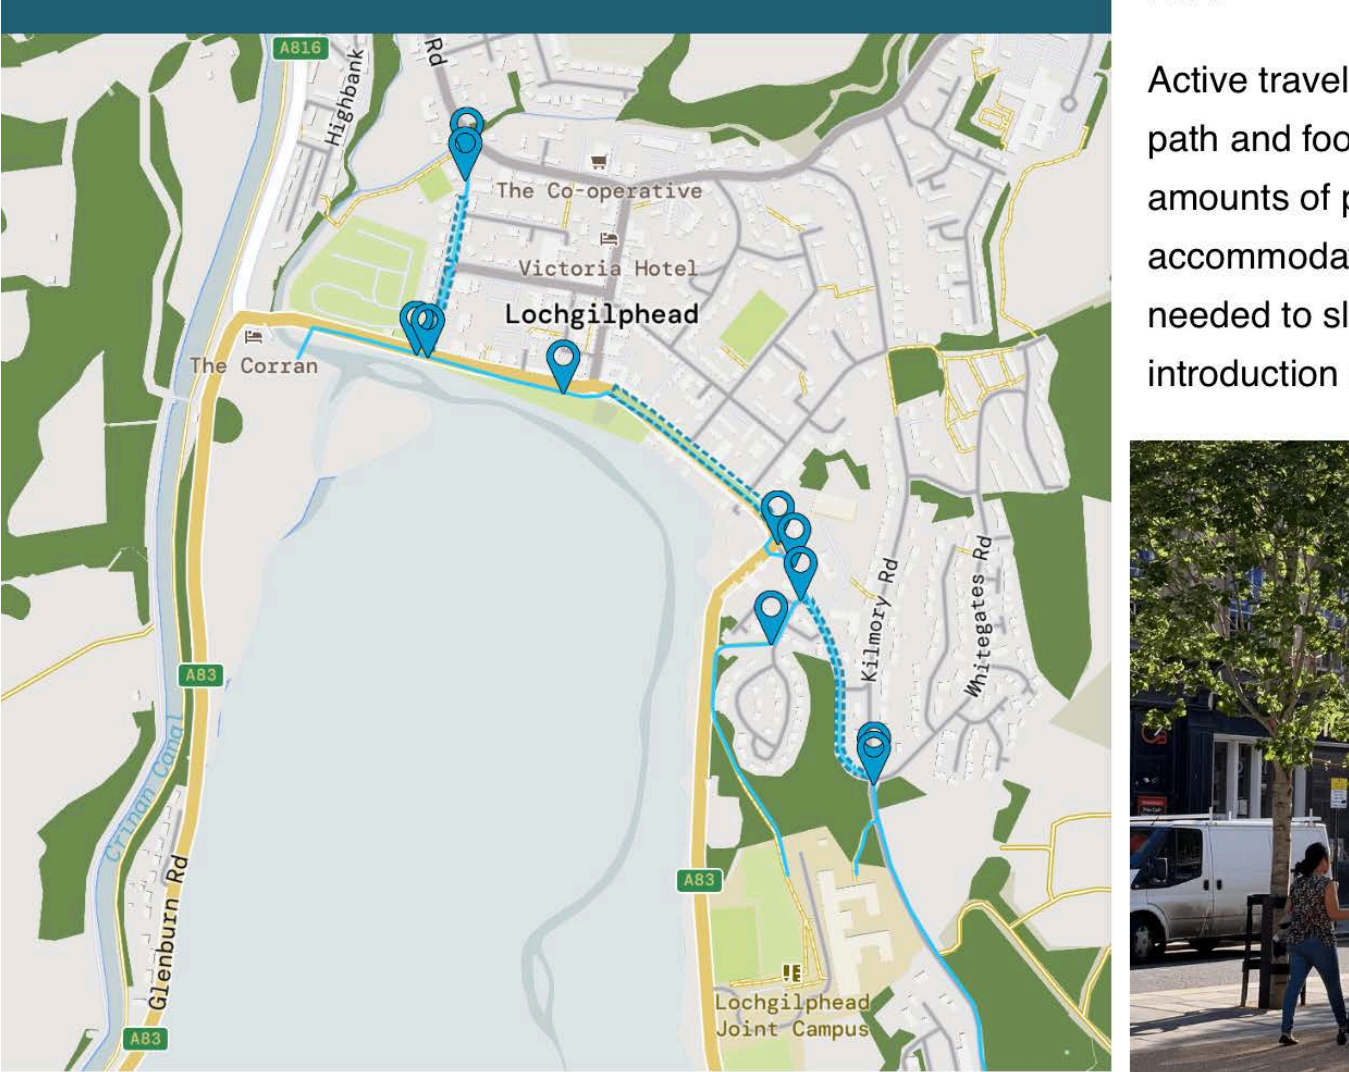 A816
Highbank
Rd
The Co-operative
Victoria Hotel
Lochgilphead
The Corran
Kilmory Rd
Whitegates Rd
A83
Crinan Canal
A83
Glenburn Rd
Lochgilphead
Joint Campus
A83
Active travel
path and foo
amounts of p
accommoda
needed to sl
introduction